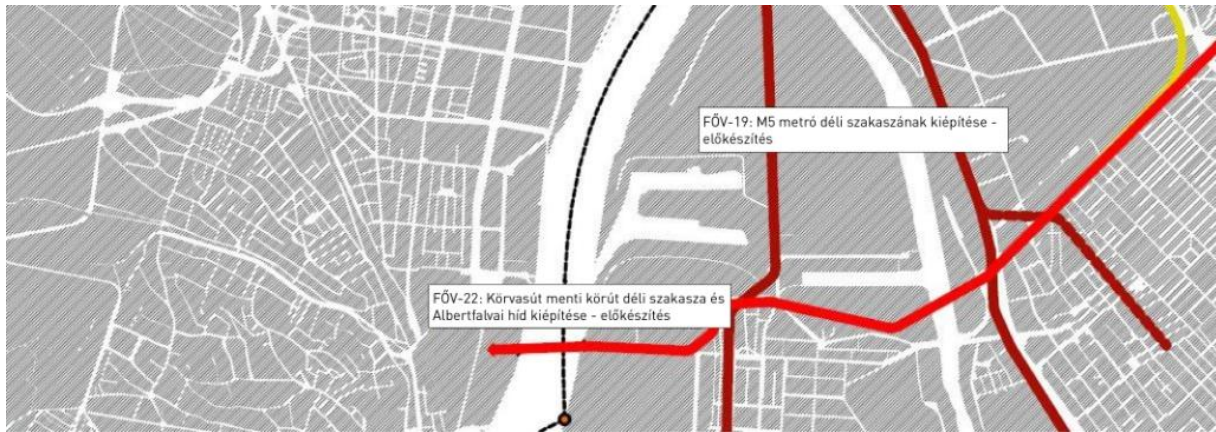 FŐV-19: M5 metró déli szakaszának kiépítése -
előkészítés
FŐV-22: Körvasút menti körút déli szakasza és
Albertfalvai híd kiépítése - előkészítés